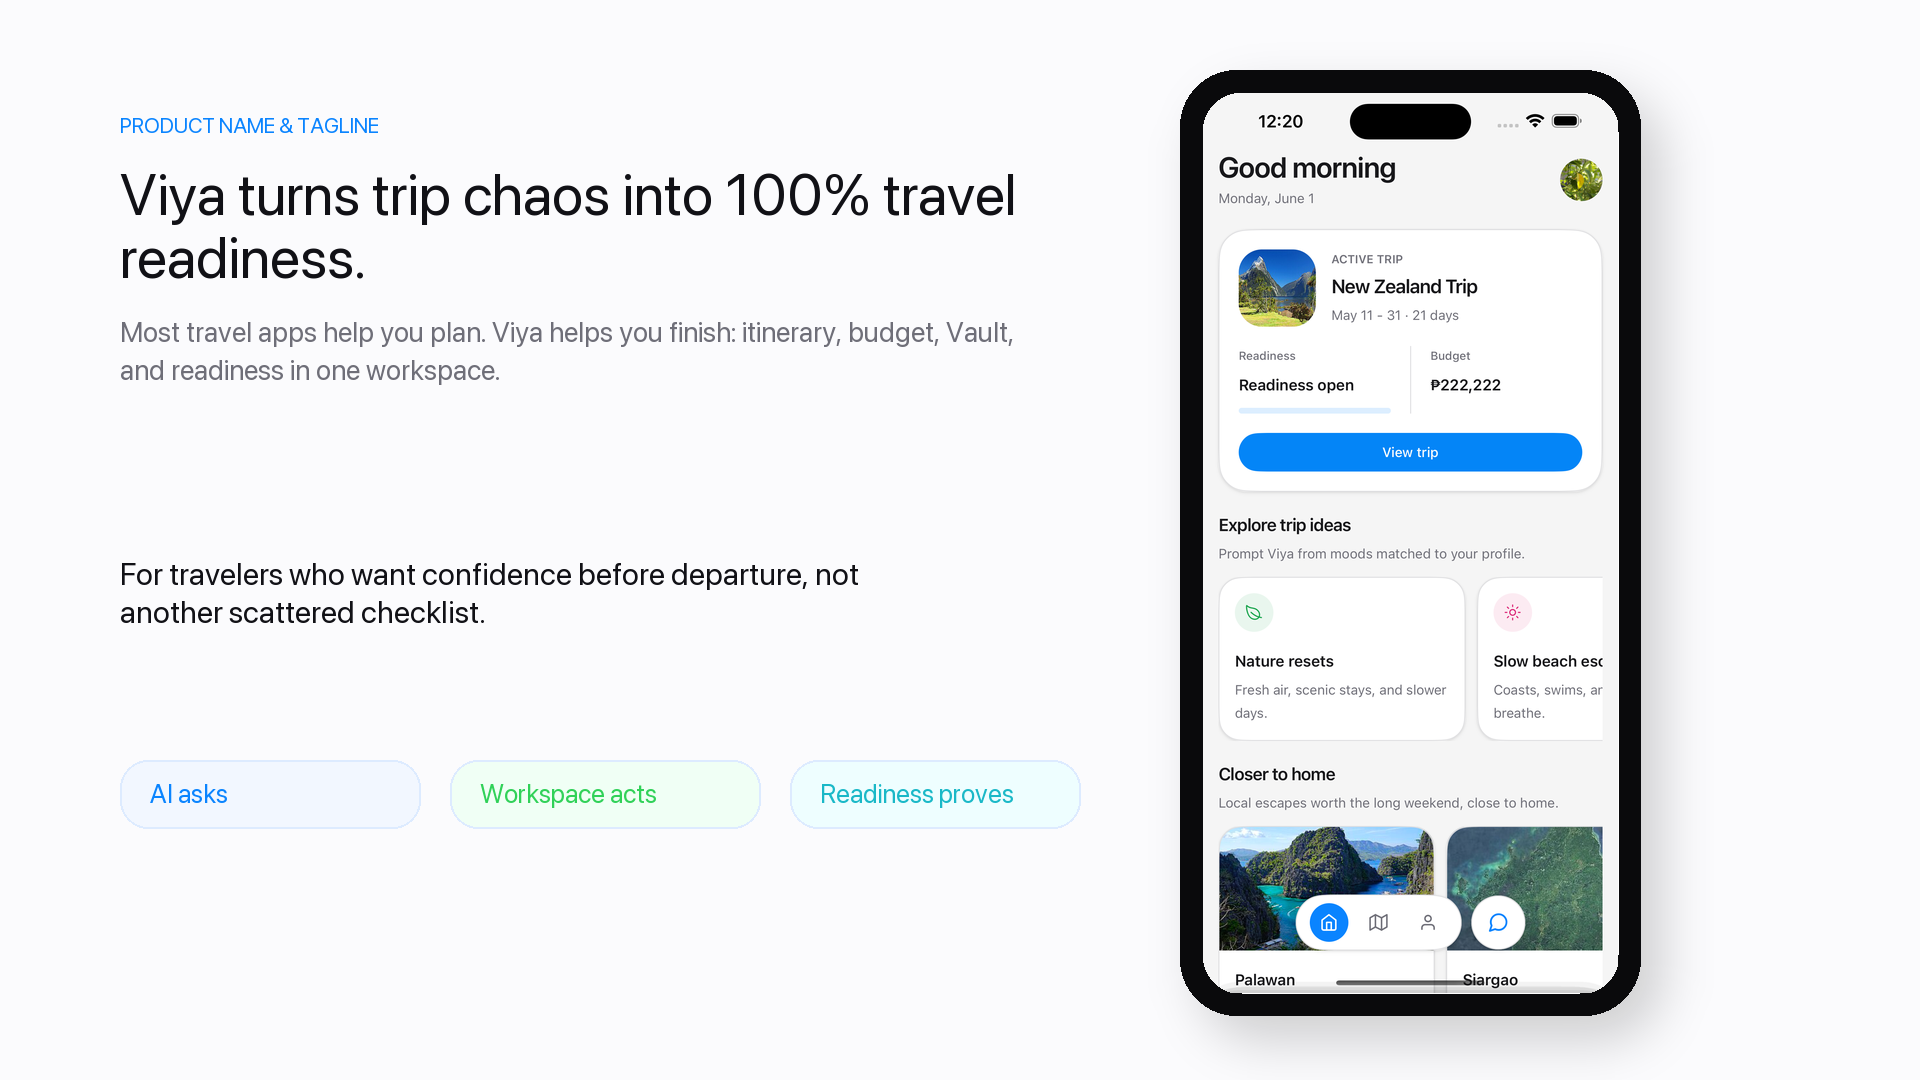 PRODUCT NAME & TAGLINE
Viya turns trip chaos into 100% travel
readiness.
Most travel apps help you plan. Viya helps you finish: itinerary, budget, Vault,
and readiness in one workspace.
For travelers who want confidence before departure, not
another scattered checklist.
AI asks
Workspace acts
Readiness proves
12:20
Good morning
Monday, June 1
ACTIVE TRIP
New Zealand Trip
May 11 - 31 · 21 days
Readiness
Readiness open
Budget
₱222,222
View trip
Explore trip ideas
Prompt Viya from moods matched to your profile.
Nature resets
Fresh air, scenic stays, and slower
days.
Slow beach esc
Coasts, swims, ar
breathe.
Closer to home
Local escapes worth the long weekend, close to home.
Palawan
Siargao